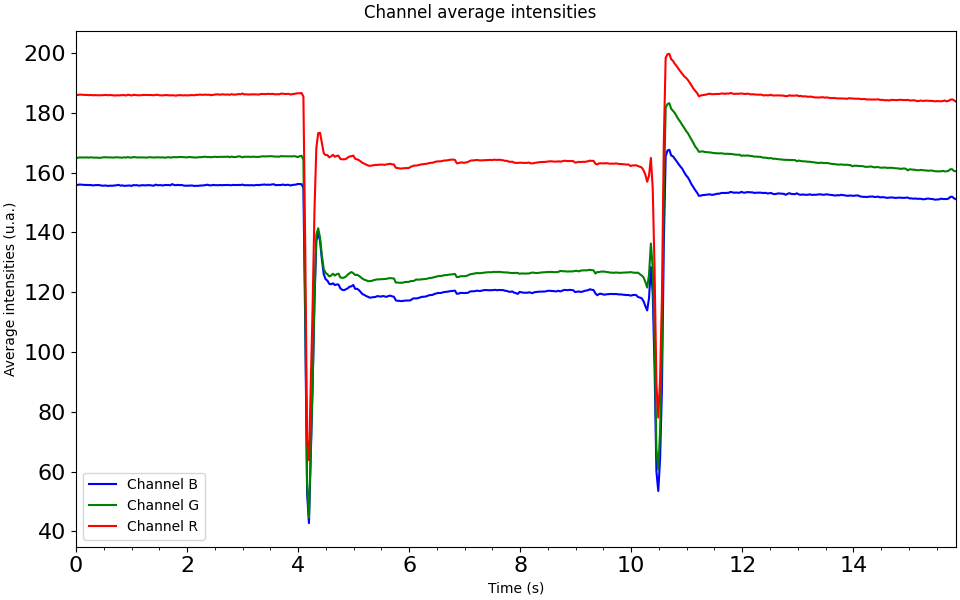 Channel average intensities
Average intensities (u.a.)
200
180
160
140
120
100
80
60
40
Channel B
Channel G
Channel R
0 2 4 6 8 10 12 14
Time (s)